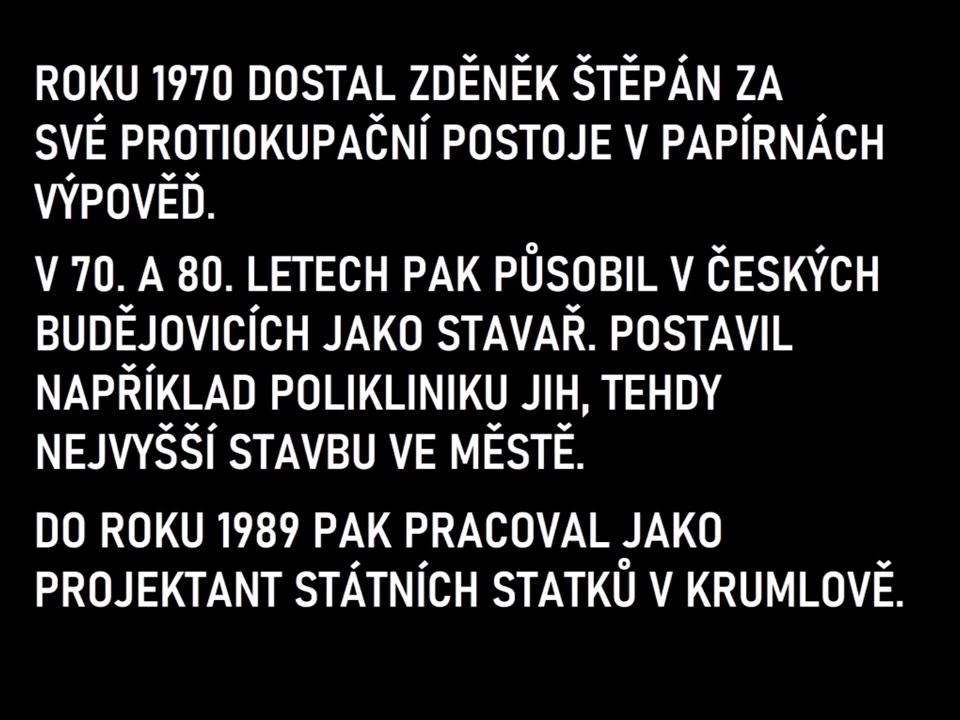 ROKU 1970 DOSTAL ZDĚNĚK ŠTĚPÁN ZA
SVÉ PROTIOKUPAČNÍ POSTOJE V PAPÍRNÁCH
VÝPOVĚĎ.
V 70. A 80. LETECH PAK PŮSOBIL V ČESKÝCH
BUDĚJOVICÍCH JAKO STAVAŘ. POSTAVIL
NAPŘÍKLAD POLIKLINIKU JIH, TEHDY
NEJVYŠŠÍ STAVBU VE MĚSTĚ.
DO ROKU 1989 PAK PRACOVAL JAKO
PROJEKTANT STÁTNÍCH STATKŮ V KRUMLOVĚ.